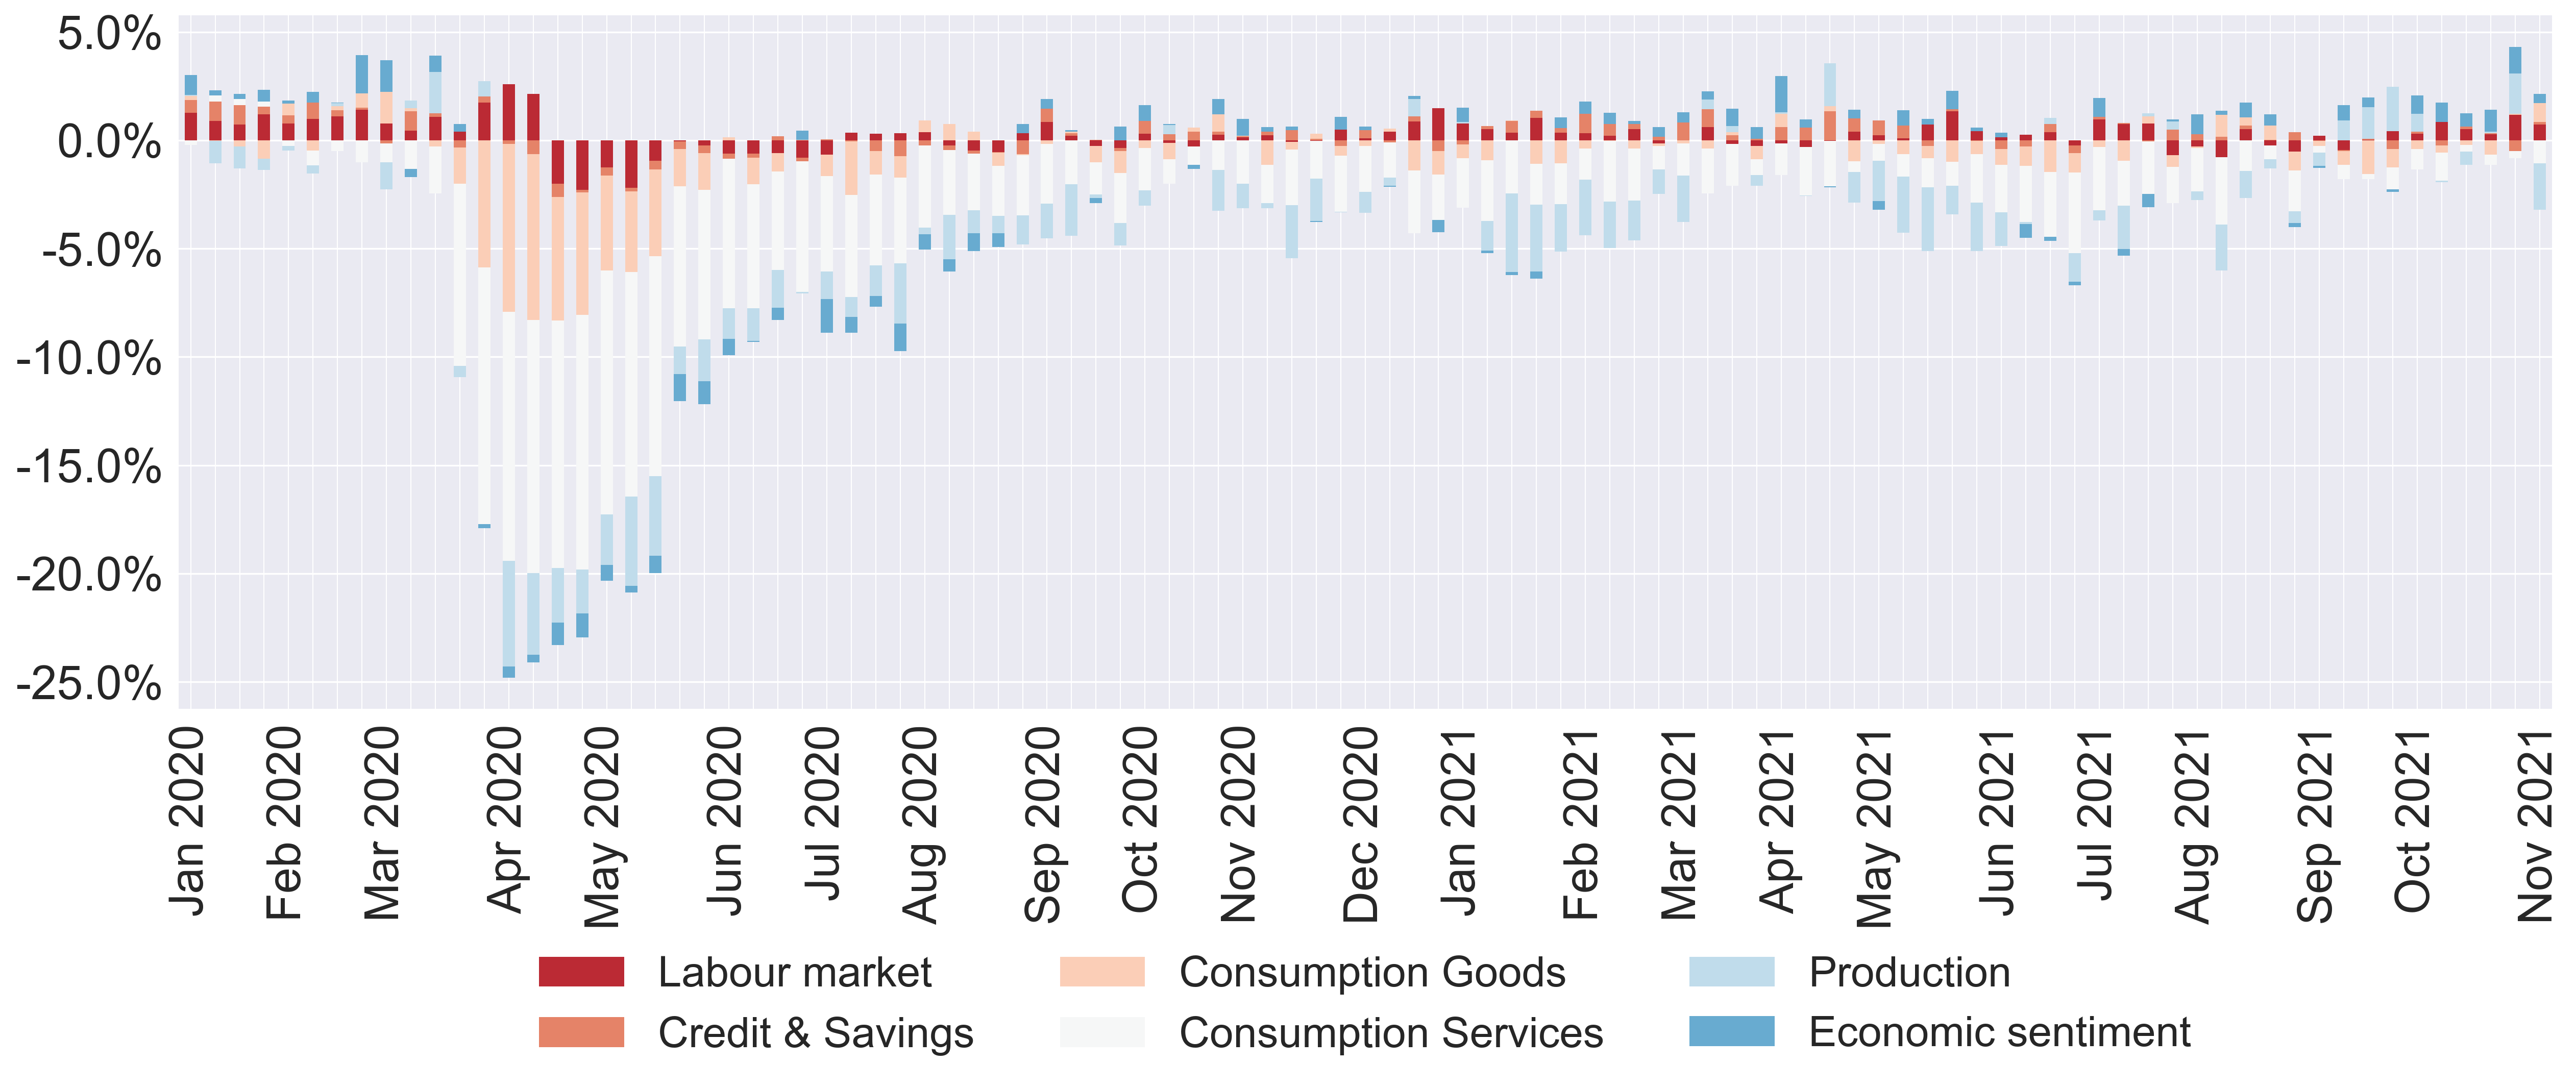 5.0%
0.0%
-5.0%
-10.0%
-15.0%
-20.0%
-25.0%
Jan 2020
Feb 2020
Mar 2020
Apr 2020
May 2020
Jun 2020
Jul 2020
Aug 2020
Sep 2020
Oct 2020
Nov 2020
Dec 2020
Jan 2021
Feb 2021
Mar 2021
Apr 2021
May 2021
Jun 2021
Jul 2021
Aug 2021
Sep 2021
Oct 2021
Nov 2021
Labour market
Consumption Goods
Production
Credit & Savings
Consumption Services
Economic sentiment